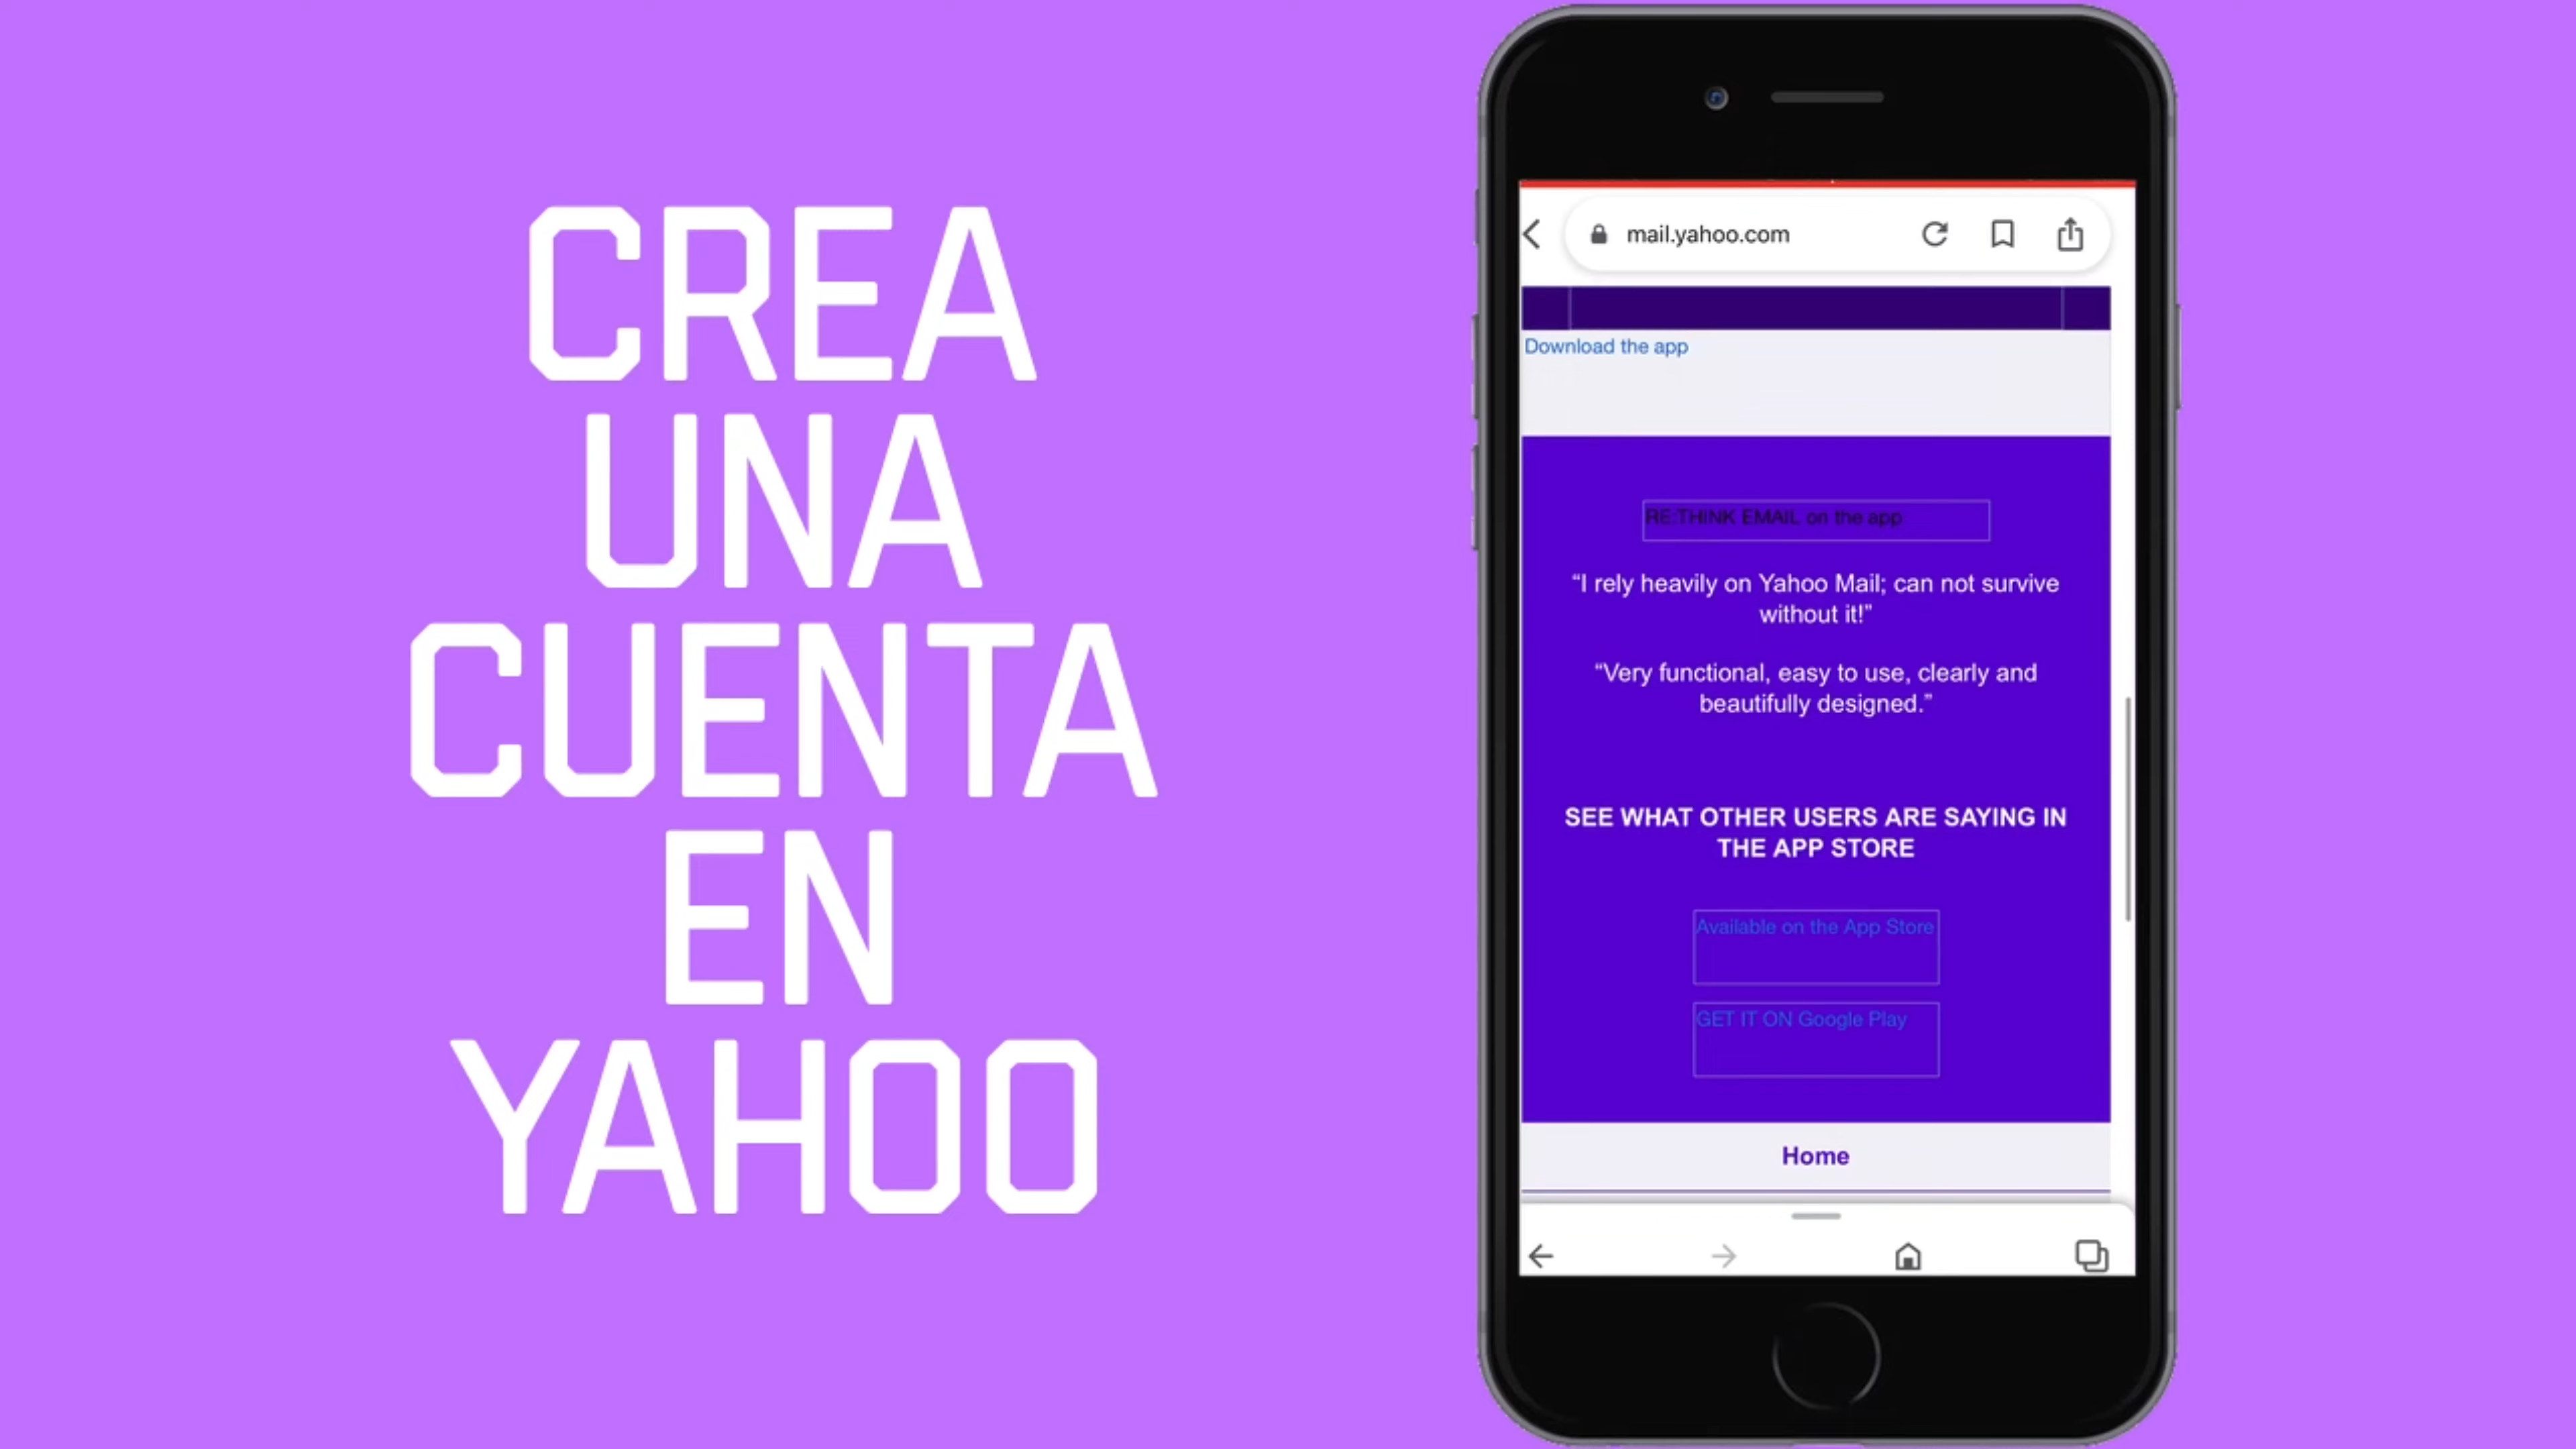 CREA
UNA
CUENTA
EN
YAHOO
mail.yahoo.com
Download the app
RE:THINK EMAIL on the app
“I rely heavily on Yahoo Mail; can not survive
without it!”
“Very functional, easy to use, clearly and
beautifully designed.”
SEE WHAT OTHER USERS ARE SAYING IN
THE APP STORE
Available on the App Store
GET IT ON Google Play
Home